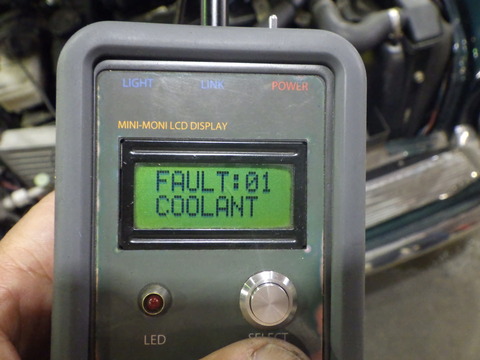 LIGHT LINK POWER
MINI-MONI LCD DISPLAY
FAULT:01
COOLANT
LED SELECT